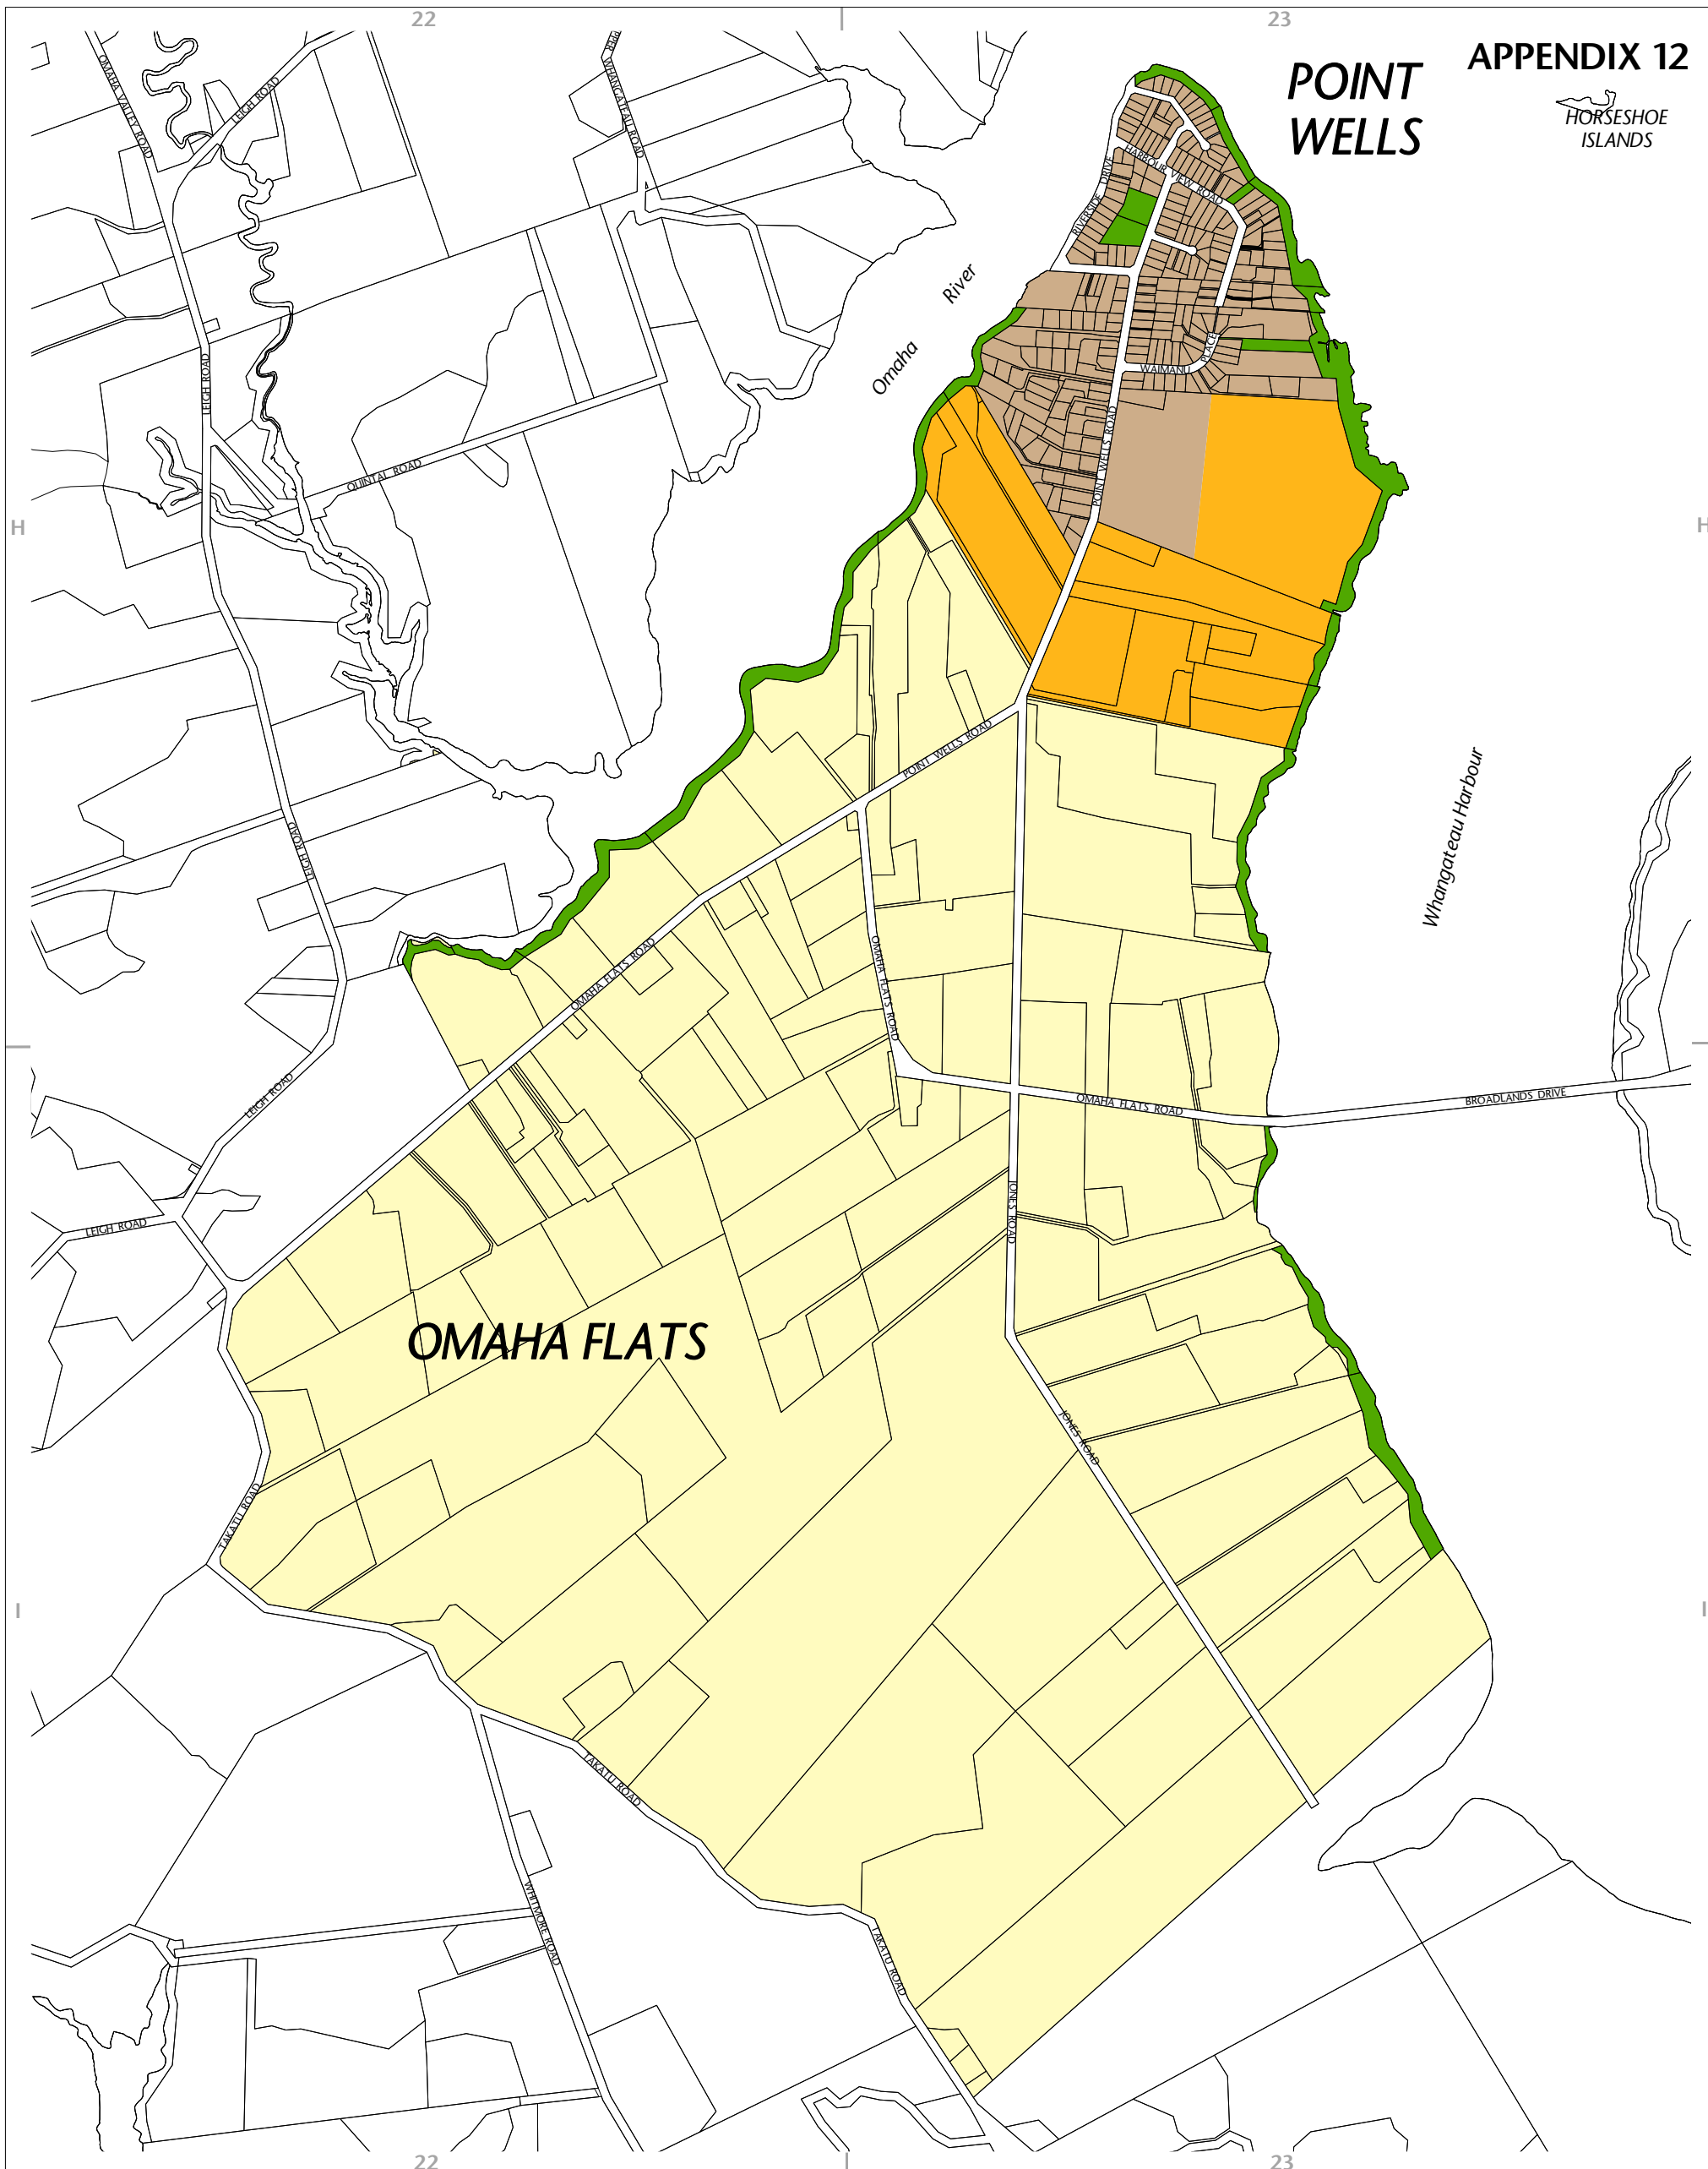 22
23
APPENDIX 12
POINT
WELLS
HORSESHOE
ISLANDS
OMAHA VALLEY ROAD
LEIGH ROAD
UPPER
WHANGATEAU ROAD
HARBOUR VIEW ROAD
RIVERSIDE DRIVE
River
Omaha
LEIGH ROAD
PLACE
WAIMANU
POINT WELLS ROAD
QUINTAL ROAD
H
H
POINT WELLS ROAD
Whangateau Harbour
LEIGH ROAD
OMAHA FLATS ROAD
OMAHA FLATS ROAD
LEIGH ROAD
OMAHA FLATS ROAD
BROADLANDS DRIVE
LEIGH ROAD
JONES ROAD
OMAHA FLATS
JONES ROAD
TAKATU ROAD
I
I
TAKATU ROAD
WHITMORE ROAD
TAKATU ROAD
22
23